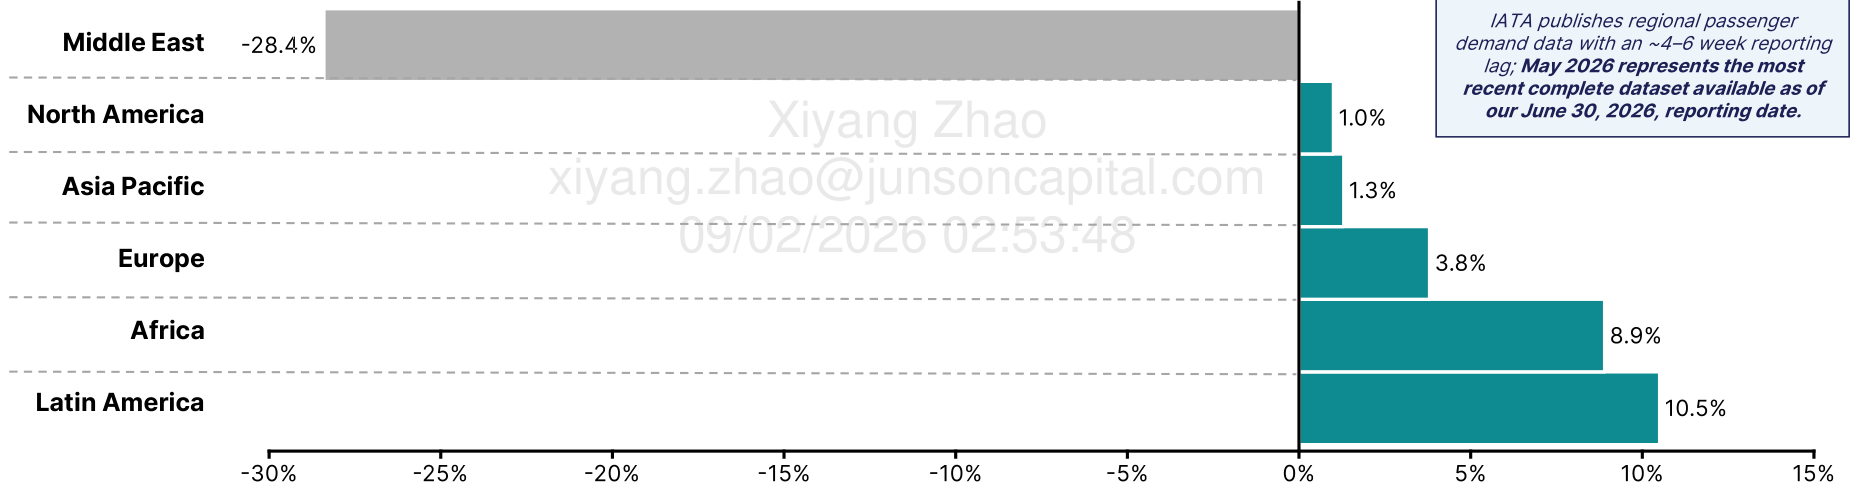 IATA publishes regional passenger
demand data with an ~4–6 week reporting
lag; May 2026 represents the most
recent complete dataset available as of
our June 30, 2026, reporting date.
Middle East -28.4%
North America 1.0%
Asia Pacific 1.3%
Europe 3.8%
Africa 8.9%
Latin America 10.5%
-30% -25% -20% -15% -10% -5% 0% 5% 10% 15%
Xiyang Zhao
xiyang.zhao@junsoncapital.com
09/02/2026 02:53:48